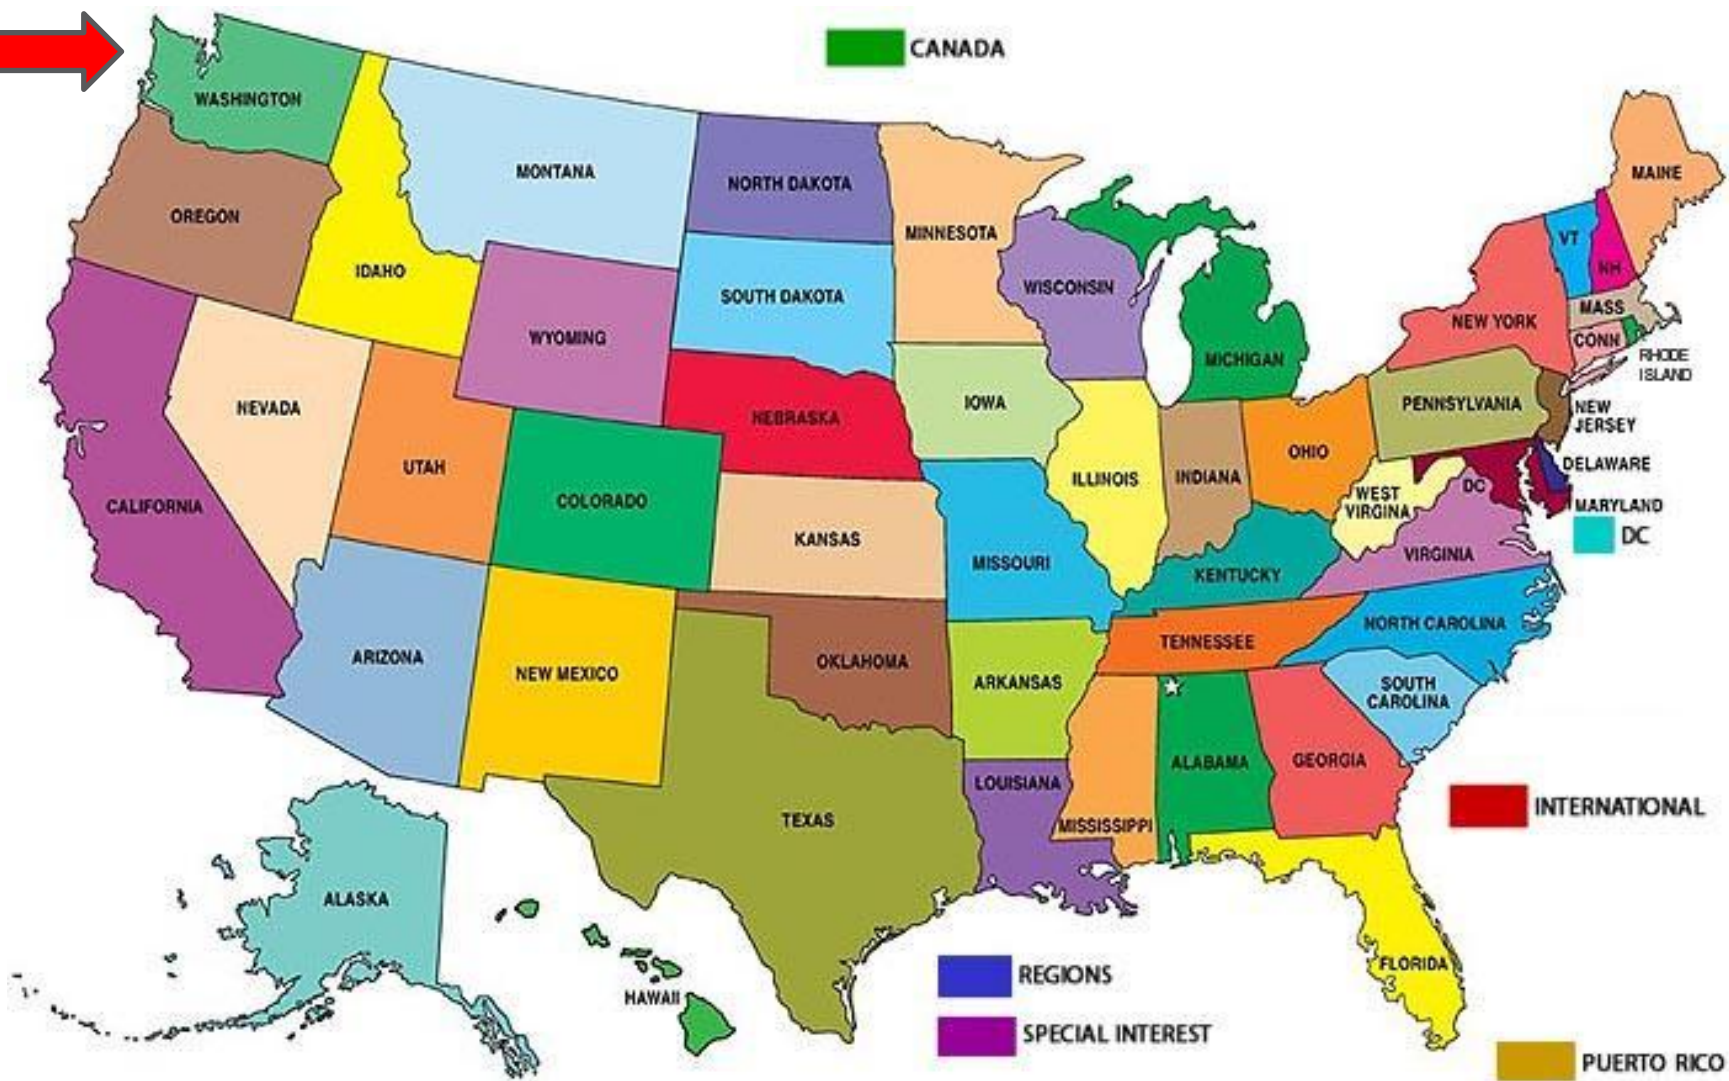 CANADA
WASHINGTON
MONTANA
NORTH DAKOTA
MINNESOTA
MAINE
OREGON
IDAHO
VT
NH
WISCONSIN
SOUTH DAKOTA
WYOMING
MASS
NEW YORK
CONN
MICHIGAN
RHODE
ISLAND
NEVADA
NEBRASKA
IOWA
PENNSYLVANIA
NEW
JERSEY
UTAH
COLORADO
CALIFORNIA
ILLINOIS
INDIANA
OHIO
DELAWARE
DC
WEST
VIRGINA
MARYLAND
DC
KANSAS
MISSOURI
KENTUCKY
VIRGINIA
ARIZONA
NEW MEXICO
OKLAHOMA
ARKANSAS
TENNESSEE
NORTH CAROLINA
SOUTH
CAROLINA
TEXAS
LOUISIANA
MISSISSIPPI
ALABAMA
GEORGIA
INTERNATIONAL
ALASKA
HAWAII
FLORIDA
REGIONS
SPECIAL INTEREST
PUERTO RICO